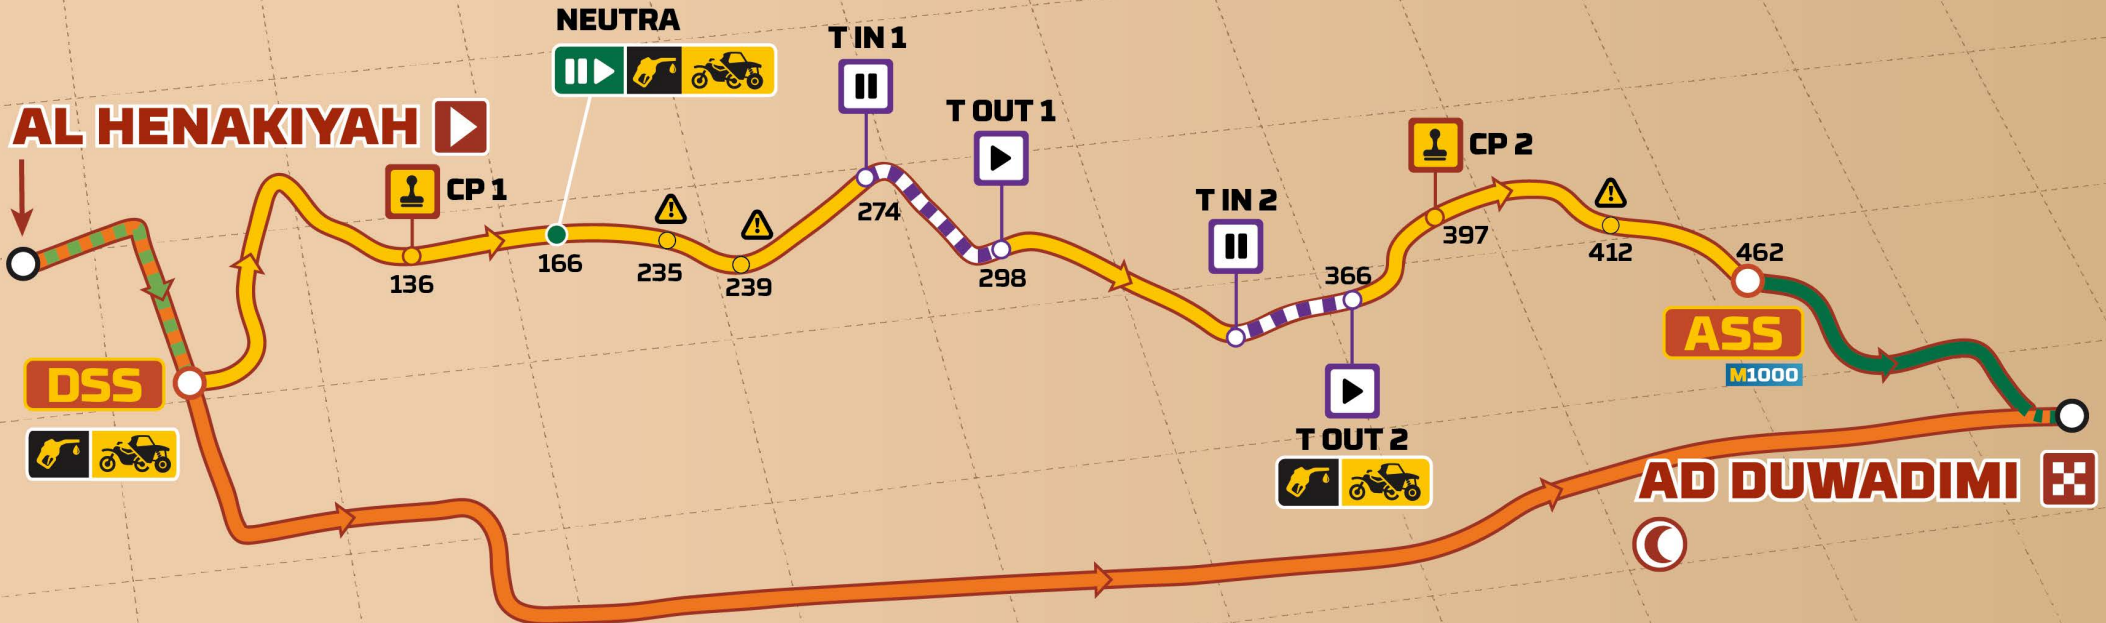 NEUTRA
T IN 1
AL HENAKIYAH
T OUT 1
CP 1
CP 2
T IN 2
274
136
166
235
239
298
366
397
412
462
DSS
ASS
M1000
T OUT 2
AD DUWADIMI